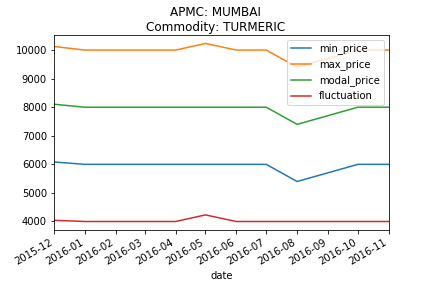 APMC: MUMBAI
Commodity: TURMERIC
min_price
max_price
modal_price
fluctuation
10000
9000
8000
7000
6000
5000
4000
2015-12
2016-01
2016-02
2016-03
2016-04
2016-05
2016-06
2016-07
2016-08
2016-09
2016-10
2016-11
date